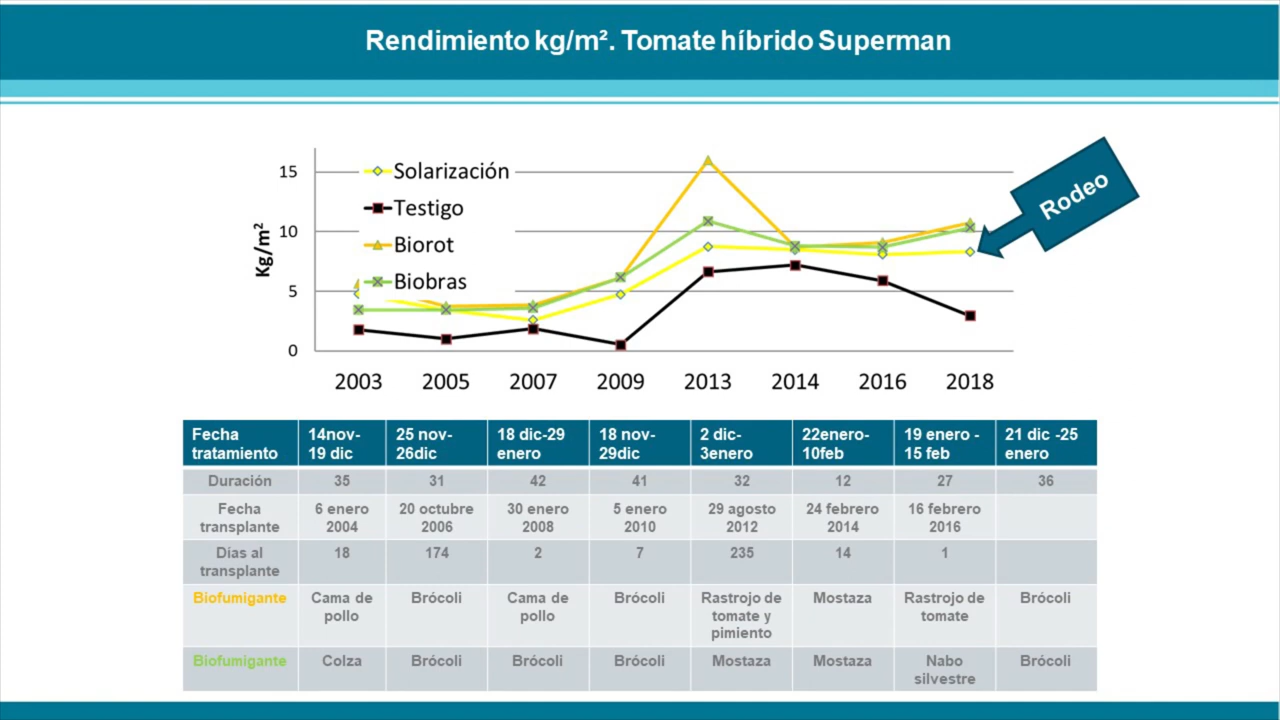 Rendimiento kg/m². Tomate híbrido Superman
15
10
5
0
Kg/m²
Solarización
Testigo
Biorot
Biobras
Rodeo
2003 2005 2007 2009 2013 2014 2016 2018
Fecha tratamiento 14nov-19 dic 25 nov-26dic 18 dic-29 enero 18 nov-29dic 2 dic-3enero 22enero-10feb 19 enero -15 feb 21 dic -25 enero
Duración 35 31 42 41 32 12 27 36
Fecha transplante 6 enero 2004 20 octubre 2006 30 enero 2008 5 enero 2010 29 agosto 2012 24 febrero 2014 16 febrero 2016
Días al transplante 18 174 2 7 235 14 1
Biofumigante Cama de pollo Brócoli Cama de pollo Brócoli Rastrojo de tomate y pimiento Mostaza Rastrojo de tomate Brócoli
Biofumigante Colza Brócoli Brócoli Brócoli Mostaza Mostaza Nabo silvestre Brócoli